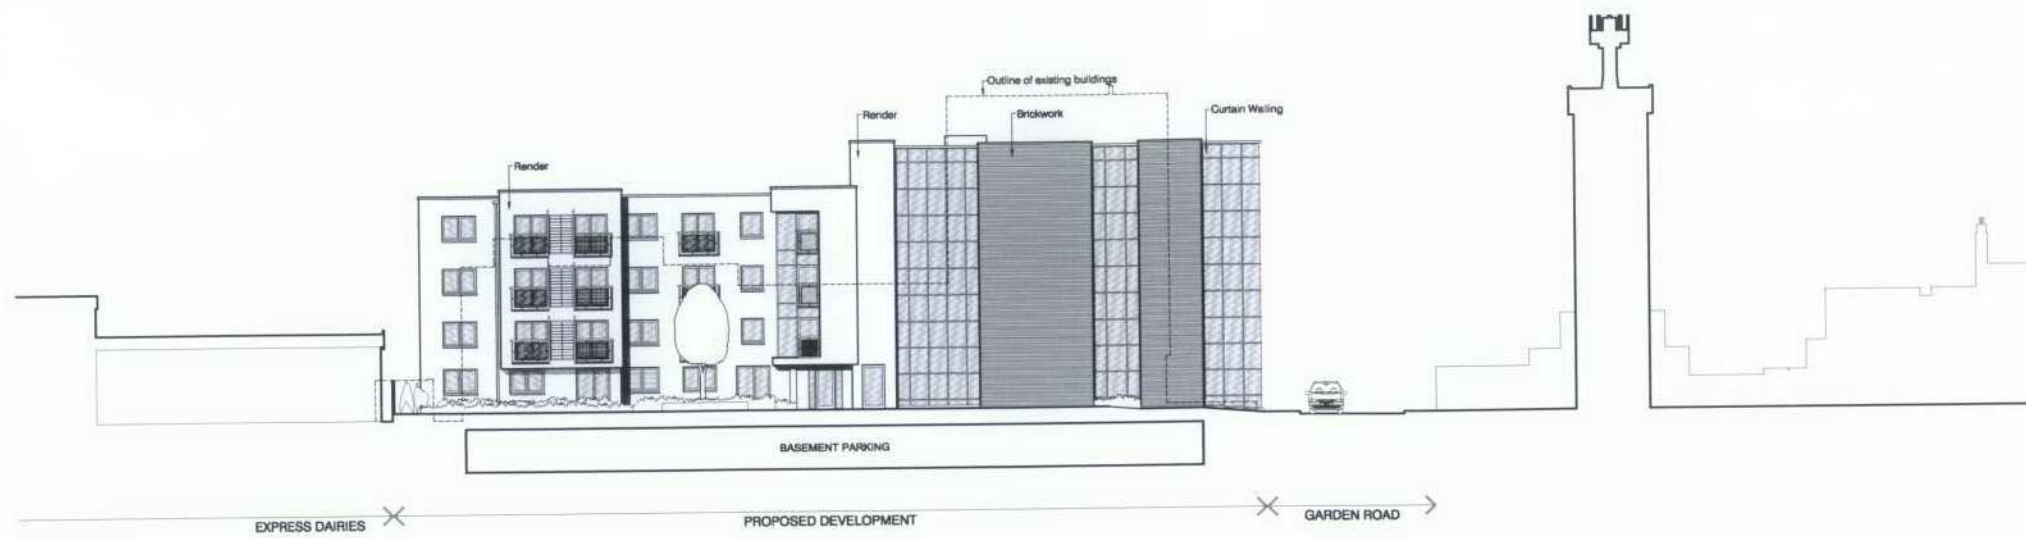 Outline of existing buildings
Render
Brickwork
Curtain Walling
Render
BASEMENT PARKING
EXPRESS DAIRIES
PROPOSED DEVELOPMENT
GARDEN ROAD